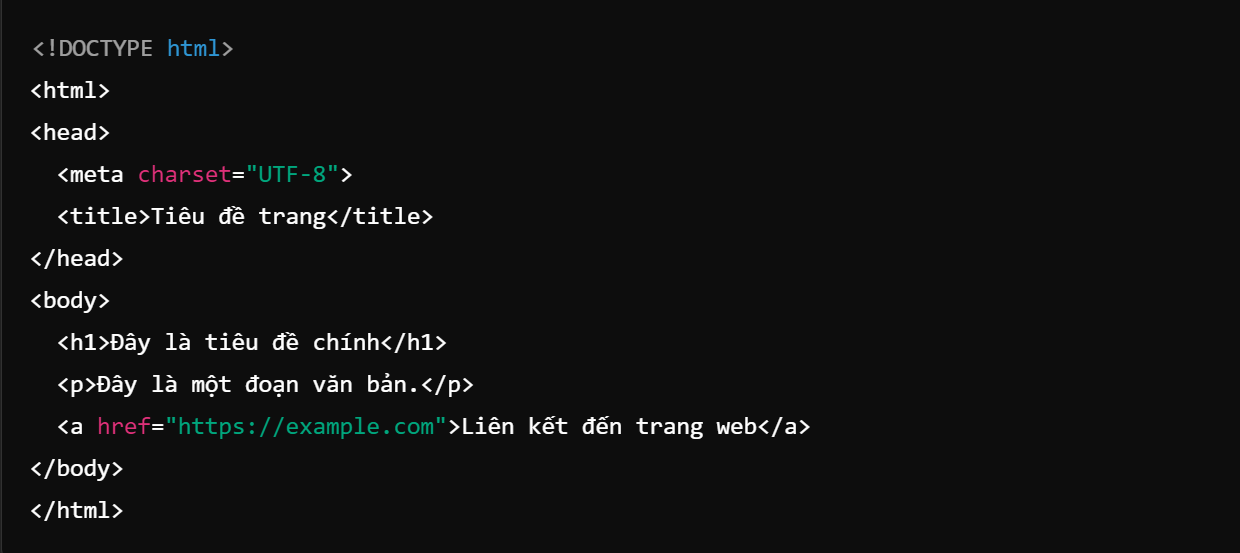 <!DOCTYPE html>
<html>
<head>
  <meta charset="UTF-8">
  <title>Tiêu đề trang</title>
</head>
<body>
  <h1>Đây là tiêu đề chính</h1>
  <p>Đây là một đoạn văn bản.</p>
  <a href="https://example.com">Liên kết đến trang web</a>
</body>
</html>